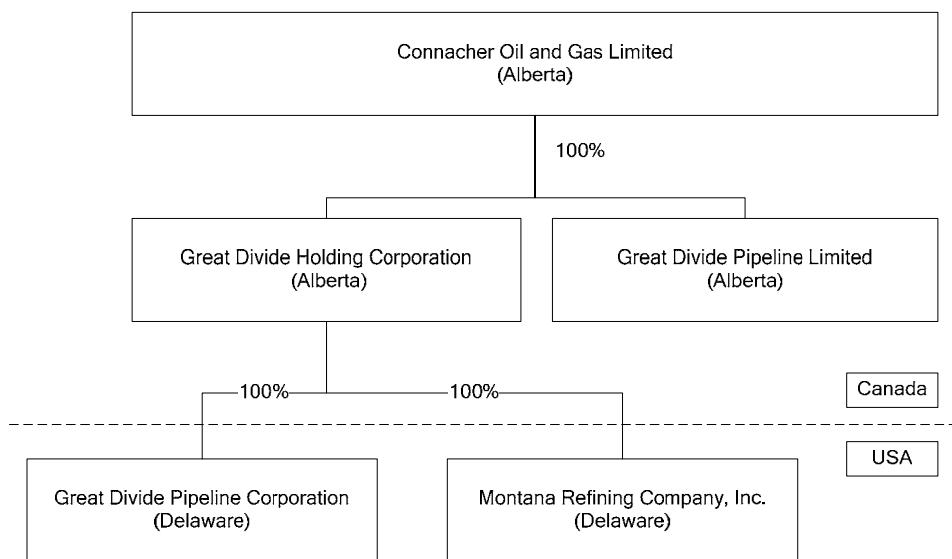 Connacher Oil and Gas Limited
(Alberta)
100%
Great Divide Holding Corporation
(Alberta)
Great Divide Pipeline Limited
(Alberta)
100%
100%
Canada
USA
Great Divide Pipeline Corporation
(Delaware)
Montana Refining Company, Inc.
(Delaware)